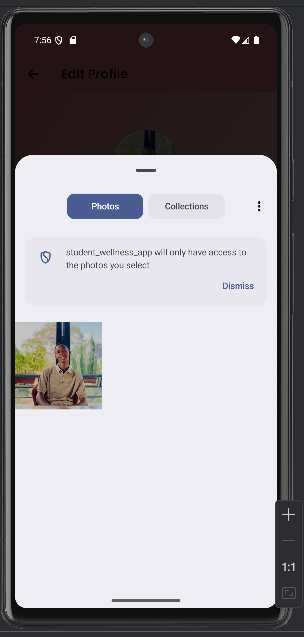 7:56
Edit Profile
Photos
Collections
student_wellness_app will only have access to
the photos you select
Dismiss
1:1